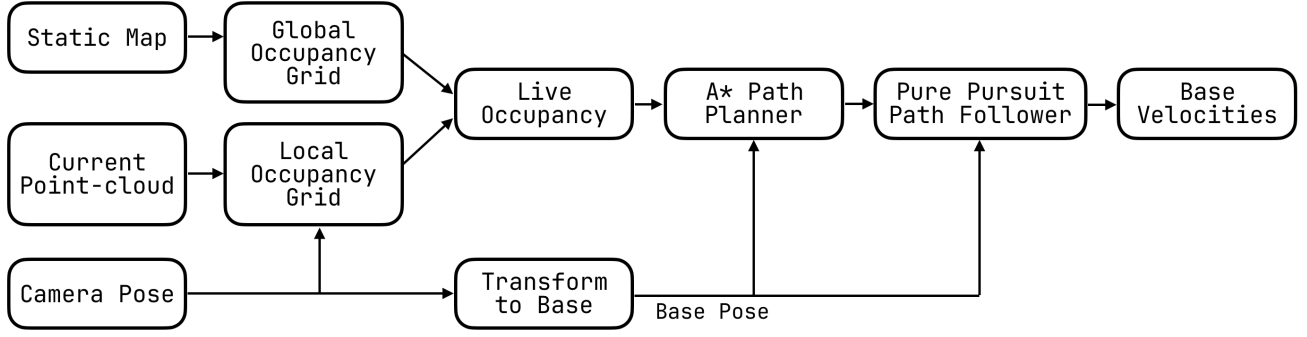 Static Map
Global
Occupancy
Grid
Live
Occupancy
A* Path
Planner
Pure Pursuit
Path Follower
Base
Velocities
Current
Point-cloud
Local
Occupancy
Grid
Camera Pose
Transform
to Base
Base Pose